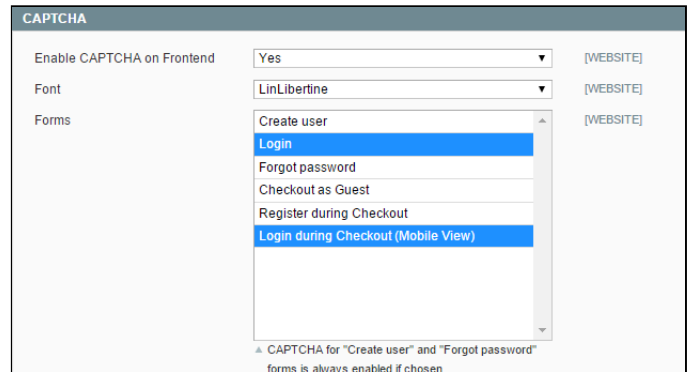 CAPTCHA
Enable CAPTCHA on Frontend Yes [WEBSITE]
Font LinLibertine [WEBSITE]
Forms Create user [WEBSITE]
Login
Forgot password
Checkout as Guest
Register during Checkout
Login during Checkout (Mobile View)
CAPTCHA for "Create user" and "Forgot password"
forms is always enabled if chosen